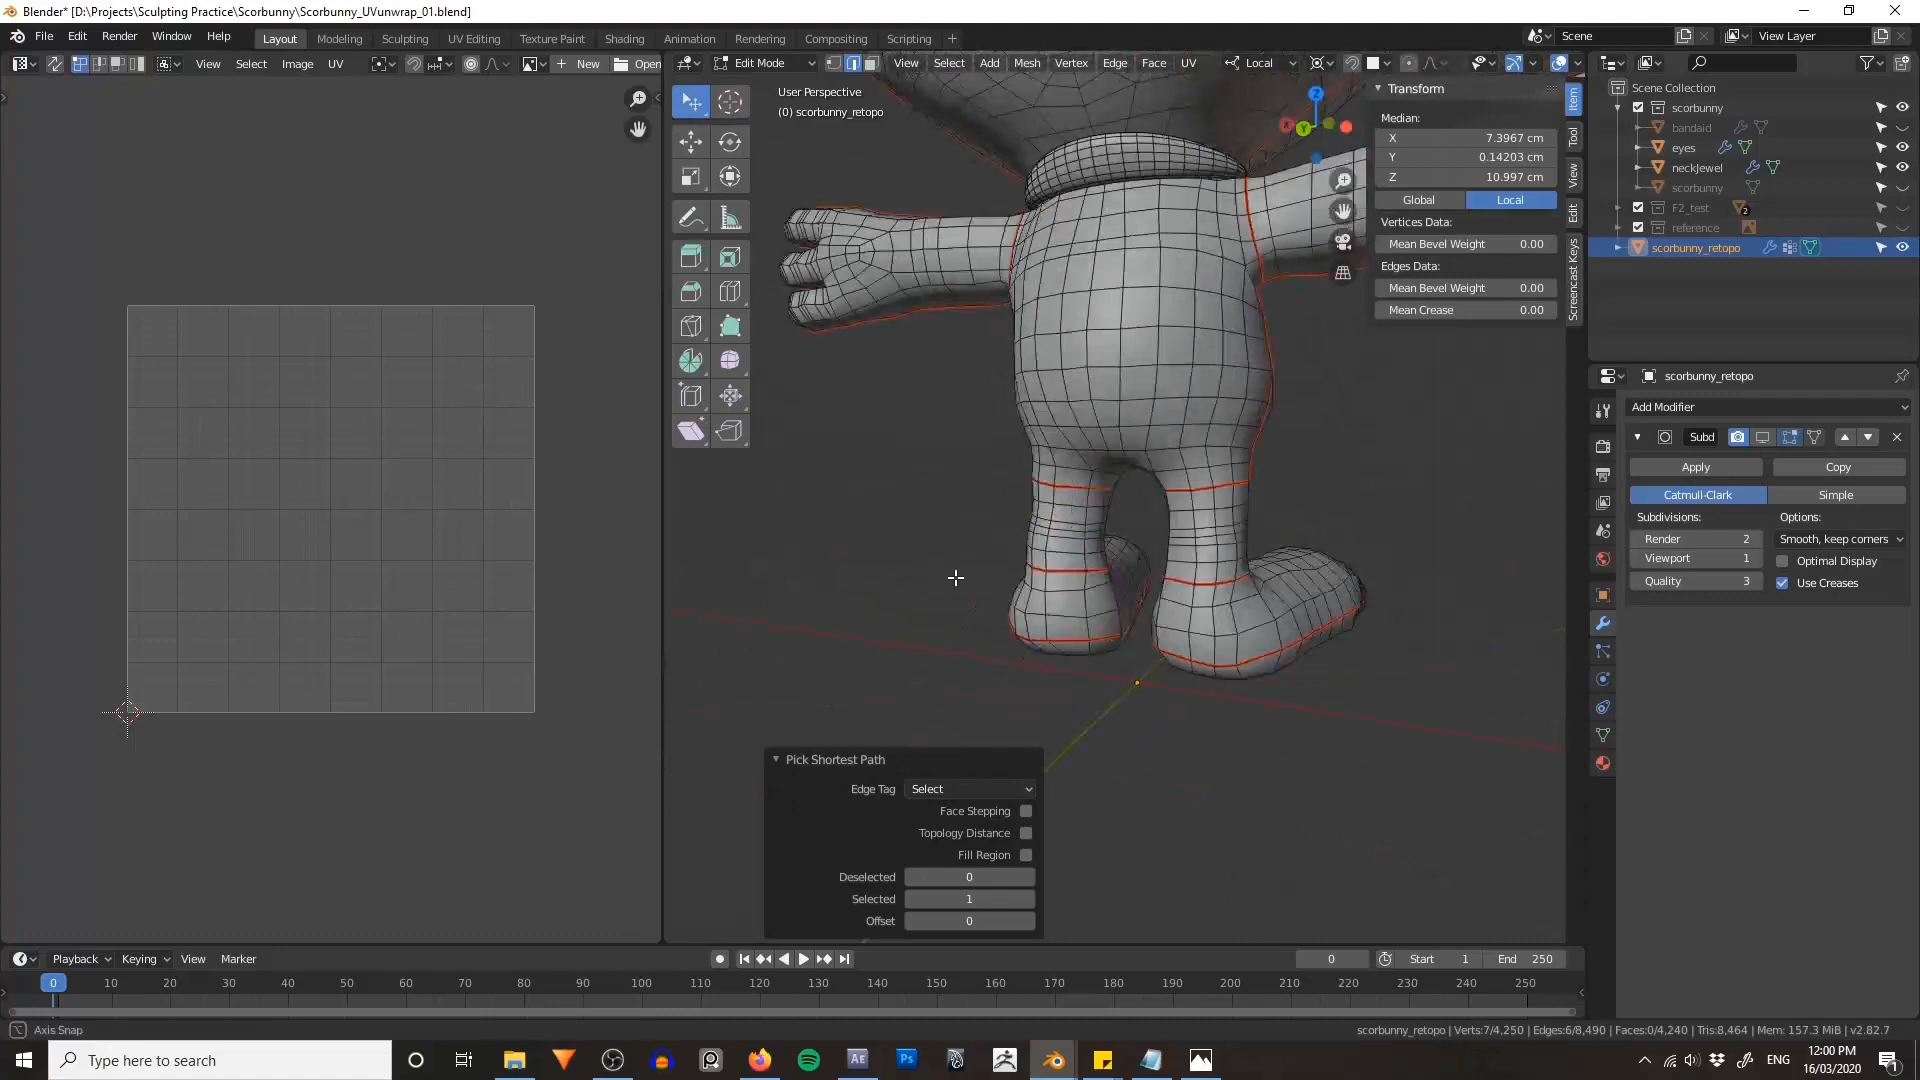 Blender* [D:\Projects\Sculpting Practice\Scorbunny\Scorbunny_UVunwrap_01.blend]
File Edit Render Window Help Layout Modeling Sculpting UV Editing Texture Paint Shading Animation Rendering Compositing Scripting + Scene View Layer
View Select Image UV + New Open Edit Mode View Select Add Mesh Vertex Edge Face UV Local
User Perspective
(0) scorbunny_retopo
Transform
Median:
X 7.3967 cm
Y 0.14203 cm
Z 10.997 cm
Global Local
Vertices Data:
Mean Bevel Weight 0.00
Edges Data:
Mean Bevel Weight 0.00
Mean Crease 0.00
Item
Tool
View
Edit
Screencast Keys
Scene Collection
scorbunny
bandaid
eyes
neckJewel
scorbunny
F2_test 2
reference
scorbunny_retopo
scorbunny_retopo
Add Modifier
Subd
Apply Copy
Catmull-Clark Simple
Subdivisions: Options:
Render 2 Smooth, keep corners
Viewport 1 Optimal Display
Quality 3 Use Creases
Pick Shortest Path
Edge Tag Select
Face Stepping
Topology Distance
Fill Region
Deselected 0
Selected 1
Offset 0
Playback Keying View Marker 0 Start 1 End 250
0 10 20 30 40 50 60 70 80 90 100 110 120 130 140 150 160 170 180 190 200 210 220 230 240 250
Axis Snap scorbunny_retopo | Verts:7/4,250 | Edges:6/8,490 | Faces:0/4,240 | Tris:8,464 | Mem: 157.3 MiB | v2.82.7
Type here to search Ae Ps ENG 12:00 PM
16/03/2020 1